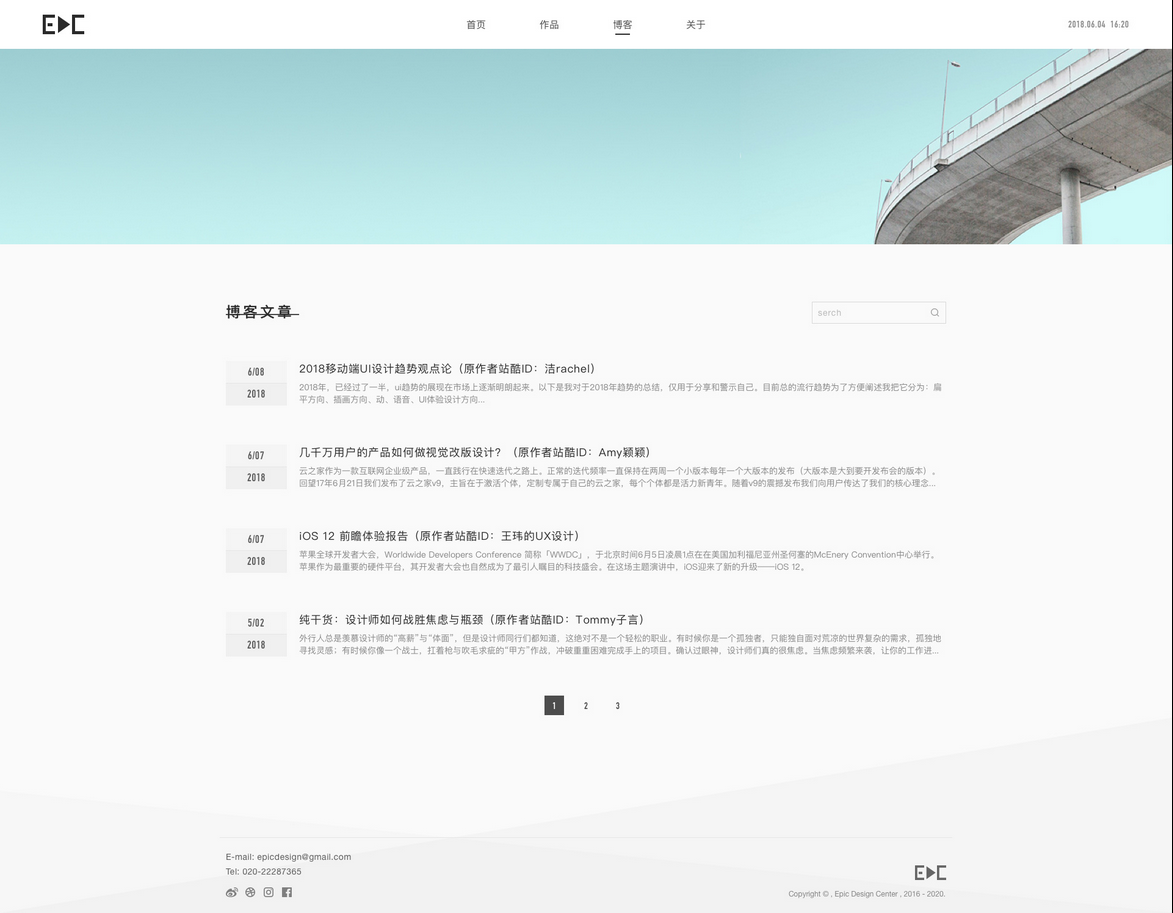 EDC
首页 作品 博客 关于
2018.06.04 16:20
博客文章
serch
6/08
2018
2018移动端UI设计趋势观点论（原作者站酷ID：洁rachel）
2018年，已经过了一半，ui趋势的展现在市场上逐渐明朗起来。以下是我对于2018年趋势的总结，仅用于分享和警示自己。目前总的流行趋势为了方便阐述我把它分为：扁
平方向、插画方向、动、语音、UI体验设计方向...
6/07
2018
几千万用户的产品如何做视觉改版设计？（原作者站酷ID：Amy颖颖）
云之家作为一款互联网企业级产品，一直践行在快速迭代之路上。正常的迭代频率一直保持在两周一个小版本每年一个大版本的发布（大版本是大到要开发布会的版本）。
回望17年6月21日我们发布了云之家v9，主旨在于激活个体，定制专属于自己的云之家，每个个体都是活力新青年。随着v9的震撼发布我们向用户传达了我们的核心理念...
6/07
2018
iOS 12 前瞻体验报告（原作者站酷ID：王玮的UX设计）
苹果全球开发者大会，Worldwide Developers Conference 简称「WWDC」，于北京时间6月5日凌晨1点在在美国加利福尼亚州圣何塞的McEnery Convention中心举行。
苹果作为最重要的硬件平台，其开发者大会也自然成为了最引人瞩目的科技盛会。在这场主题演讲中，iOS迎来了新的升级——iOS 12。
5/02
2018
纯干货：设计师如何战胜焦虑与瓶颈（原作者站酷ID：Tommy子言）
外行人总是羡慕设计师的“高薪”与“体面”，但是设计师同行们都知道，这绝对不是一个轻松的职业。有时候你是一个孤独者，只能独自面对荒凉的世界复杂的需求，孤独地
寻找灵感；有时候你像一个战士，扛着枪与吹毛求疵的“甲方”作战，冲破重重困难完成手上的项目。确认过眼神，设计师们真的很焦虑。当焦虑频繁来袭，让你的工作进...
1 2 3
E-mail: epicdesign@gmail.com
Tel: 020-22287365
EDC
Copyright © , Epic Design Center , 2016 - 2020.